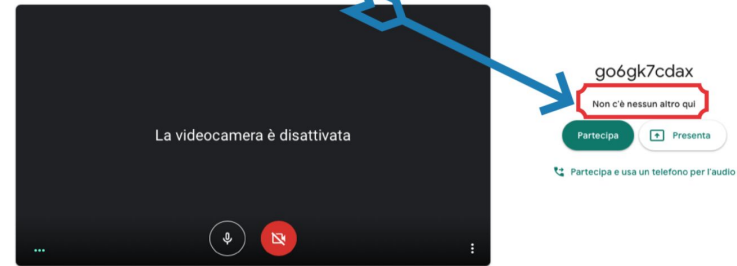 La videocamera è disattivata
go6gk7cdax
Non c'è nessun altro qui
Partecipa
Presenta
Partecipa e usa un telefono per l'audio